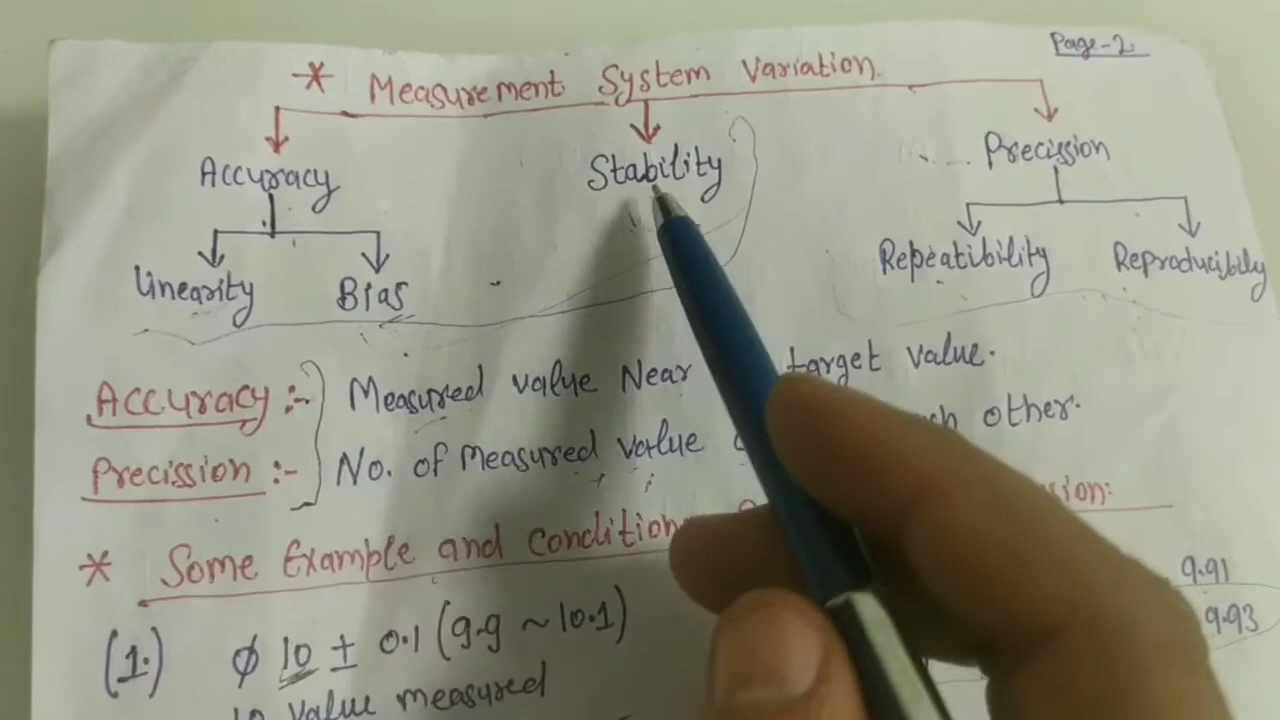 Page-2
* Measurement System Variation.
Accuracy Stability Precission
Linearity Bias Repeatibility Reproducibily
Accuracy :- Measured value Near target value.
Precission :- No. of measured value other.
* Some Example and condition
(1.) ϕ 10 ± 0.1 (9.9 ~ 10.1)
value measured
9.91
9.93